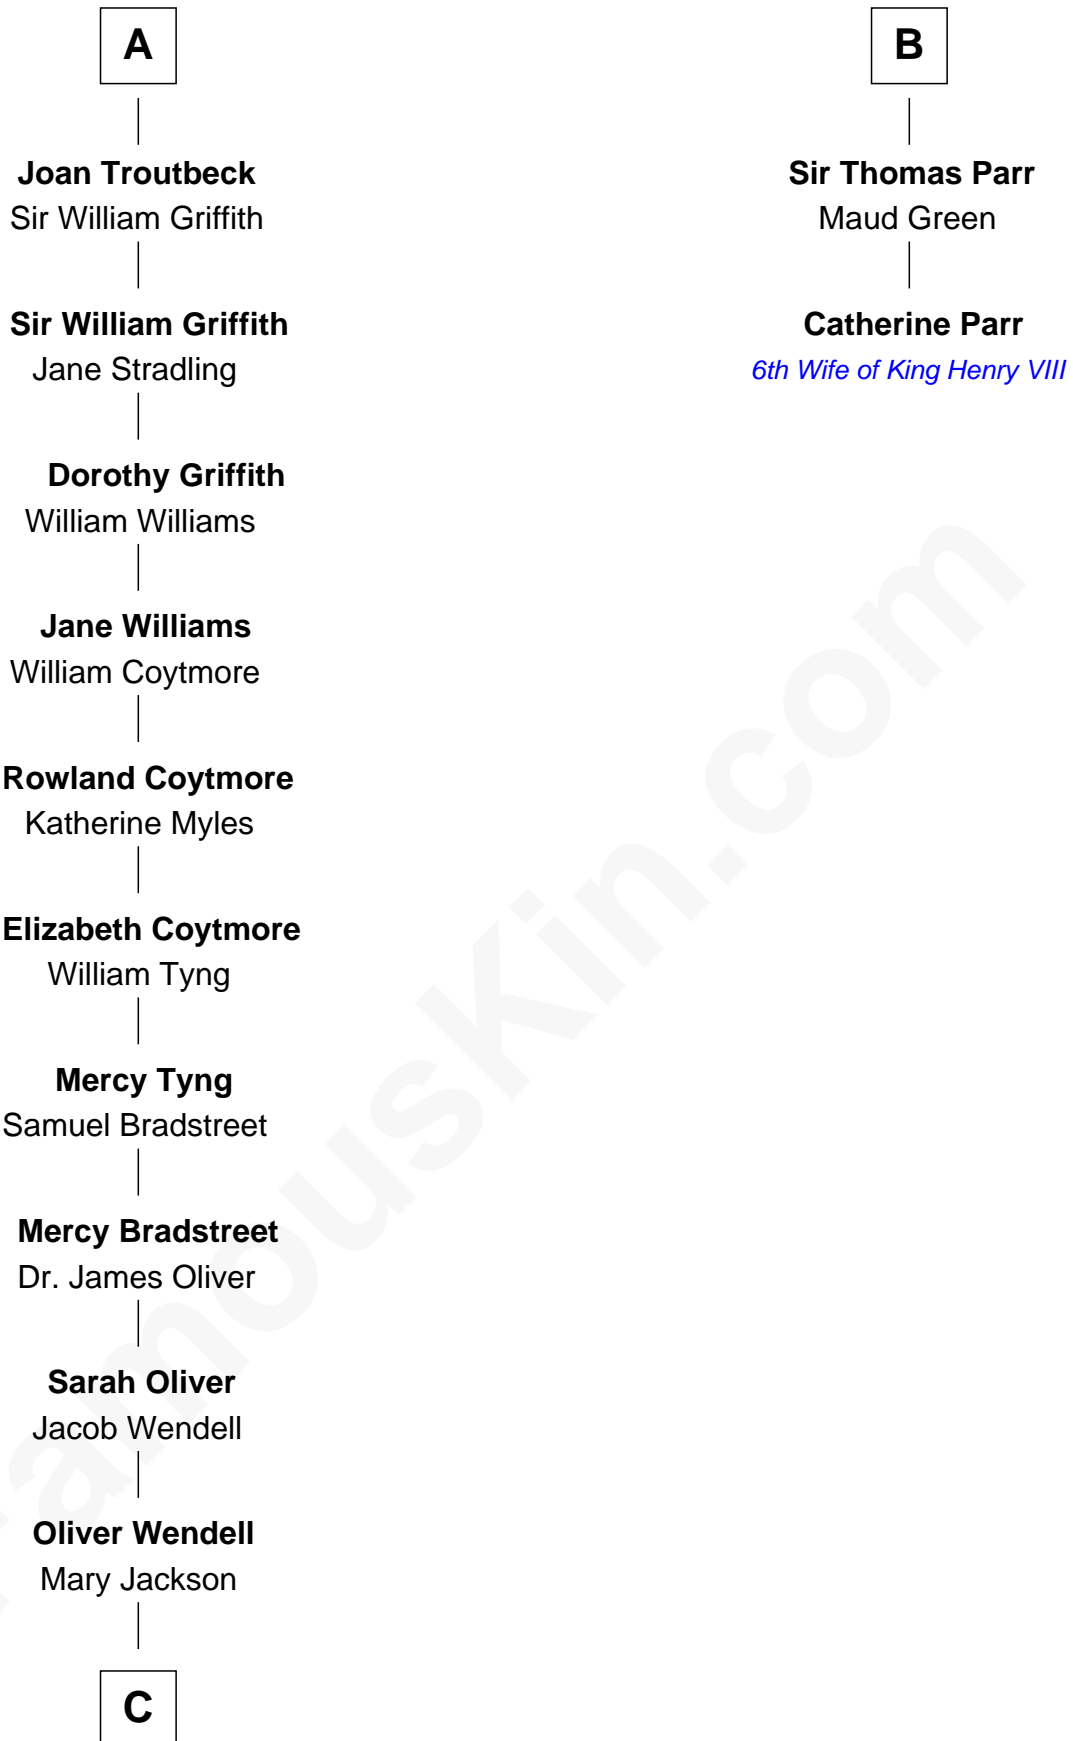 A
Joan Troutbeck
Sir William Griffith
Sir William Griffith
Jane Stradling
Dorothy Griffith
William Williams
Jane Williams
William Coytmore
Rowland Coytmore
Katherine Myles
Elizabeth Coytmore
William Tyng
Mercy Tyng
Samuel Bradstreet
Mercy Bradstreet
Dr. James Oliver
Sarah Oliver
Jacob Wendell
Oliver Wendell
Mary Jackson
C
B
Sir Thomas Parr
Maud Green
Catherine Parr
6th Wife of King Henry VIII
FamousKin.com